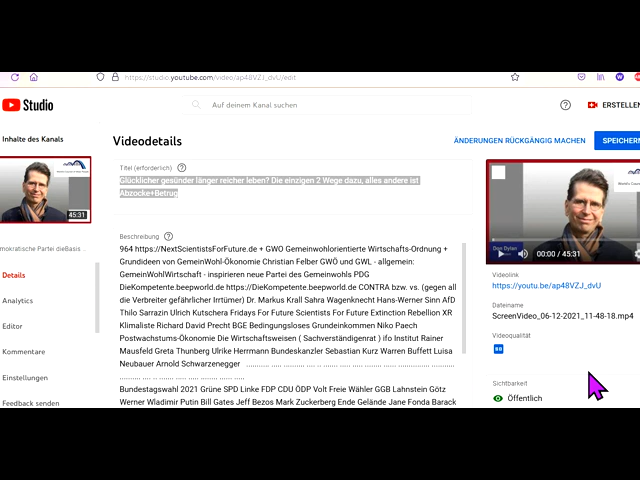 https://studio.youtube.com/video/ap48VZJ_dvU/edit
Studio
Auf deinem Kanal suchen
ERSTELLEN
Inhalte des Kanals
Videodetails
ÄNDERUNGEN RÜCKGÄNGIG MACHEN
SPEICHERN
Titel (erforderlich)
Glücklicher gesünder länger reicher leben? Die einzigen 2 Wege dazu, alles andere ist
Abzocke+Betrug
45:31
mokratische Partei dieBasis ..
Beschreibung
964 https://NextScientistsForFuture.de + GWO Gemeinwohlorientierte Wirtschafts-Ordnung +
Grundideen von GemeinWohl-Ökonomie Christian Felber GWÖ und GWL - allgemein:
GemeinWohlWirtschaft - inspirieren neue Partei des Gemeinwohls PDG
DieKompetente.beepworld.de https://DieKompetente.beepworld.de CONTRA bzw. vs. (gegen all
die Verbreiter gefährlicher Irrtümer) Dr. Markus Krall Sahra Wagenknecht Hans-Werner Sinn AfD
Thilo Sarrazin Ulrich Kutschera Fridays For Future Scientists For Future Extinction Rebellion XR
Klimaliste Richard David Precht BGE Bedingungsloses Grundeinkommen Niko Paech
Postwachstums-Ökonomie Die Wirtschaftsweisen ( Sachverständigenrat ) ifo Institut Rainer
Mausfeld Greta Thunberg Ulrike Herrmann Bundeskanzler Sebastian Kurz Warren Buffett Luisa
Neubauer Arnold Schwarzenegger
Bundestagswahl 2021 Grüne SPD Linke FDP CDU ÖDP Volt Freie Wähler GGB Lahnstein Götz
Werner Wladimir Putin Bill Gates Jeff Bezos Mark Zuckerberg Ende Gelände Jane Fonda Barack
Details
Analytics
Editor
Kommentare
Einstellungen
Feedback senden
00:00 / 45:31
Videolink
https://youtu.be/ap48VZJ_dvU
Dateiname
ScreenVideo_06-12-2021_11-48-18.mp4
Videoqualität
Sichtbarkeit
Öffentlich